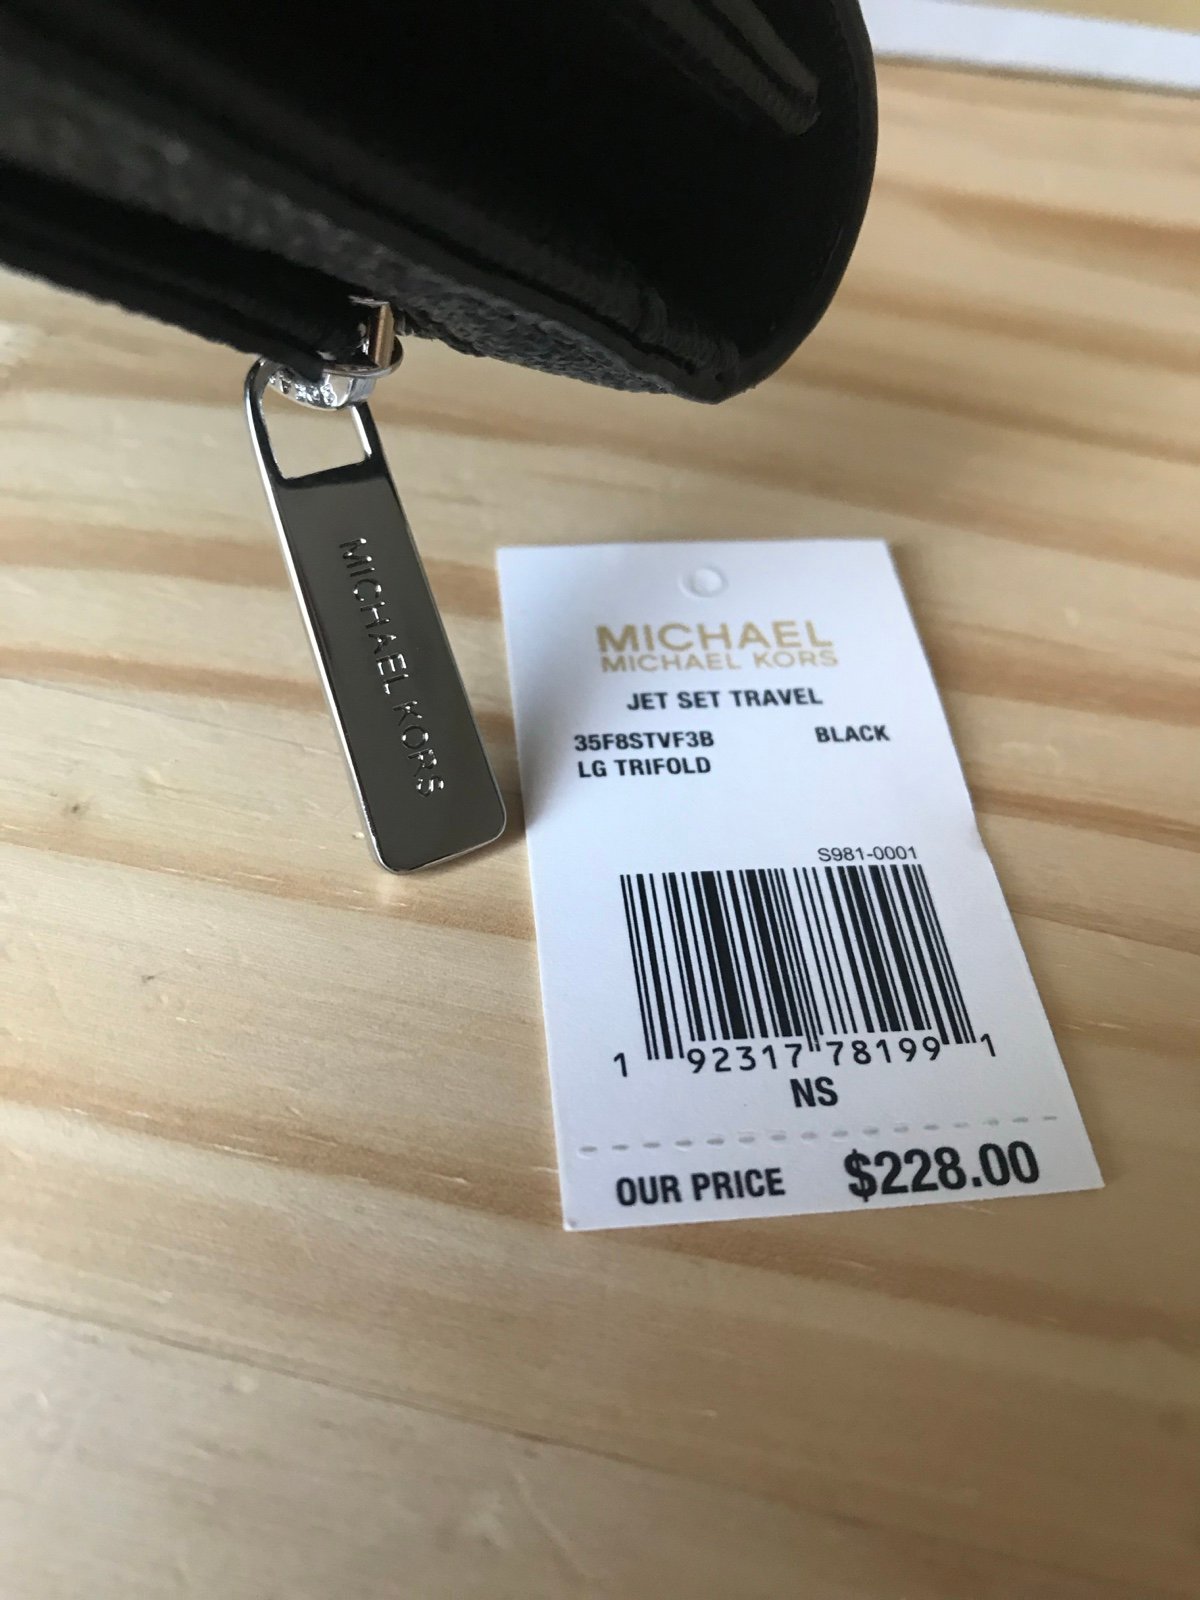 MICHAEL KORS
MICHAEL
MICHAEL KORS
JET SET TRAVEL
35F8STVF3B BLACK
LG TRIFOLD
S981-0001
1 92317 78199 1
NS
OUR PRICE $228.00